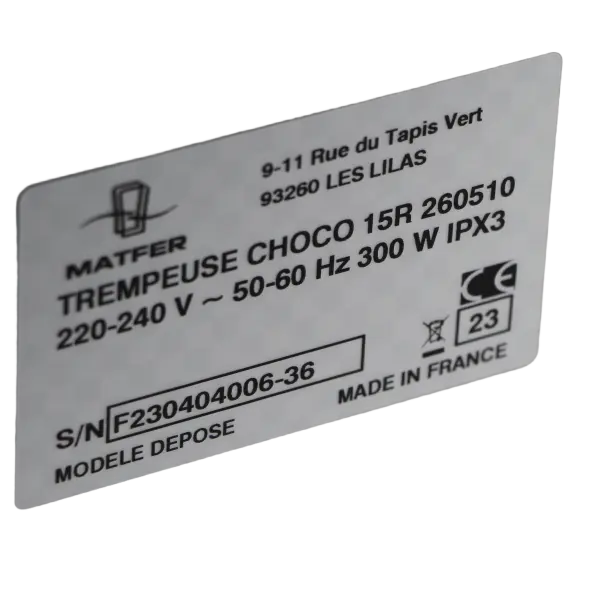 MATFER
9-11 Rue du Tapis Vert
93260 LES LILAS
TREMPEUSE CHOCO 15R 260510
220-240 V ~ 50-60 Hz 300 W IPX3
CE
23
S/N F230404006-36
MADE IN FRANCE
MODELE DEPOSE